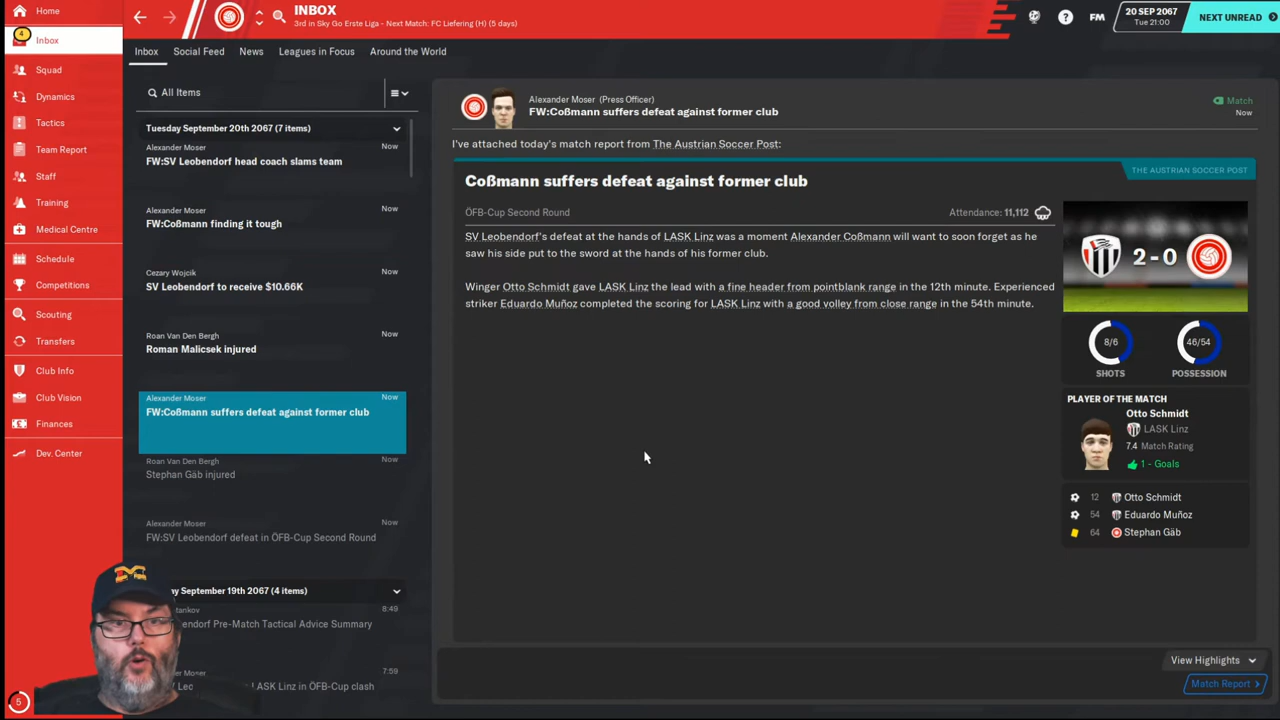 Home
INBOX
3rd in Sky Go Erste Liga - Next Match: FC Liefering (H) (5 days)
FM
20 SEP 2067
Tue 21:00
NEXT UNREAD
4
Inbox
Squad
Dynamics
Tactics
Team Report
Staff
Training
Medical Centre
Schedule
Competitions
Scouting
Transfers
Club Info
Club Vision
Finances
Dev. Center
5
Inbox Social Feed News Leagues in Focus Around the World
All Items
Tuesday September 20th 2067 (7 items)
Alexander Moser Now
FW:SV Leobendorf head coach slams team
Alexander Moser Now
FW:Coßmann finding it tough
Cezary Wojcik Now
SV Leobendorf to receive $10.66K
Roan Van Den Bergh Now
Roman Malicsek injured
Alexander Moser Now
FW:Coßmann suffers defeat against former club
Roan Van Den Bergh Now
Stephan Gäb injured
Alexander Moser Now
FW:SV Leobendorf defeat in ÖFB-Cup Second Round
September 19th 2067 (4 items)
8:49
Pre-Match Tactical Advice Summary
Moser 7:59
LASK Linz in ÖFB-Cup clash
Alexander Moser (Press Officer)
FW:Coßmann suffers defeat against former club
Match
Now
I've attached today's match report from The Austrian Soccer Post:
THE AUSTRIAN SOCCER POST
Coßmann suffers defeat against former club
ÖFB-Cup Second Round Attendance: 11,112
SV Leobendorf's defeat at the hands of LASK Linz was a moment Alexander Coßmann will want to soon forget as he
saw his side put to the sword at the hands of his former club.
Winger Otto Schmidt gave LASK Linz the lead with a fine header from pointblank range in the 12th minute. Experienced
striker Eduardo Muñoz completed the scoring for LASK Linz with a good volley from close range in the 54th minute.
2-0
8/6 46/54
SHOTS POSSESSION
PLAYER OF THE MATCH
Otto Schmidt
LASK Linz
7.4 Match Rating
1 - Goals
12 Otto Schmidt
54 Eduardo Muñoz
64 Stephan Gäb
View Highlights
Match Report